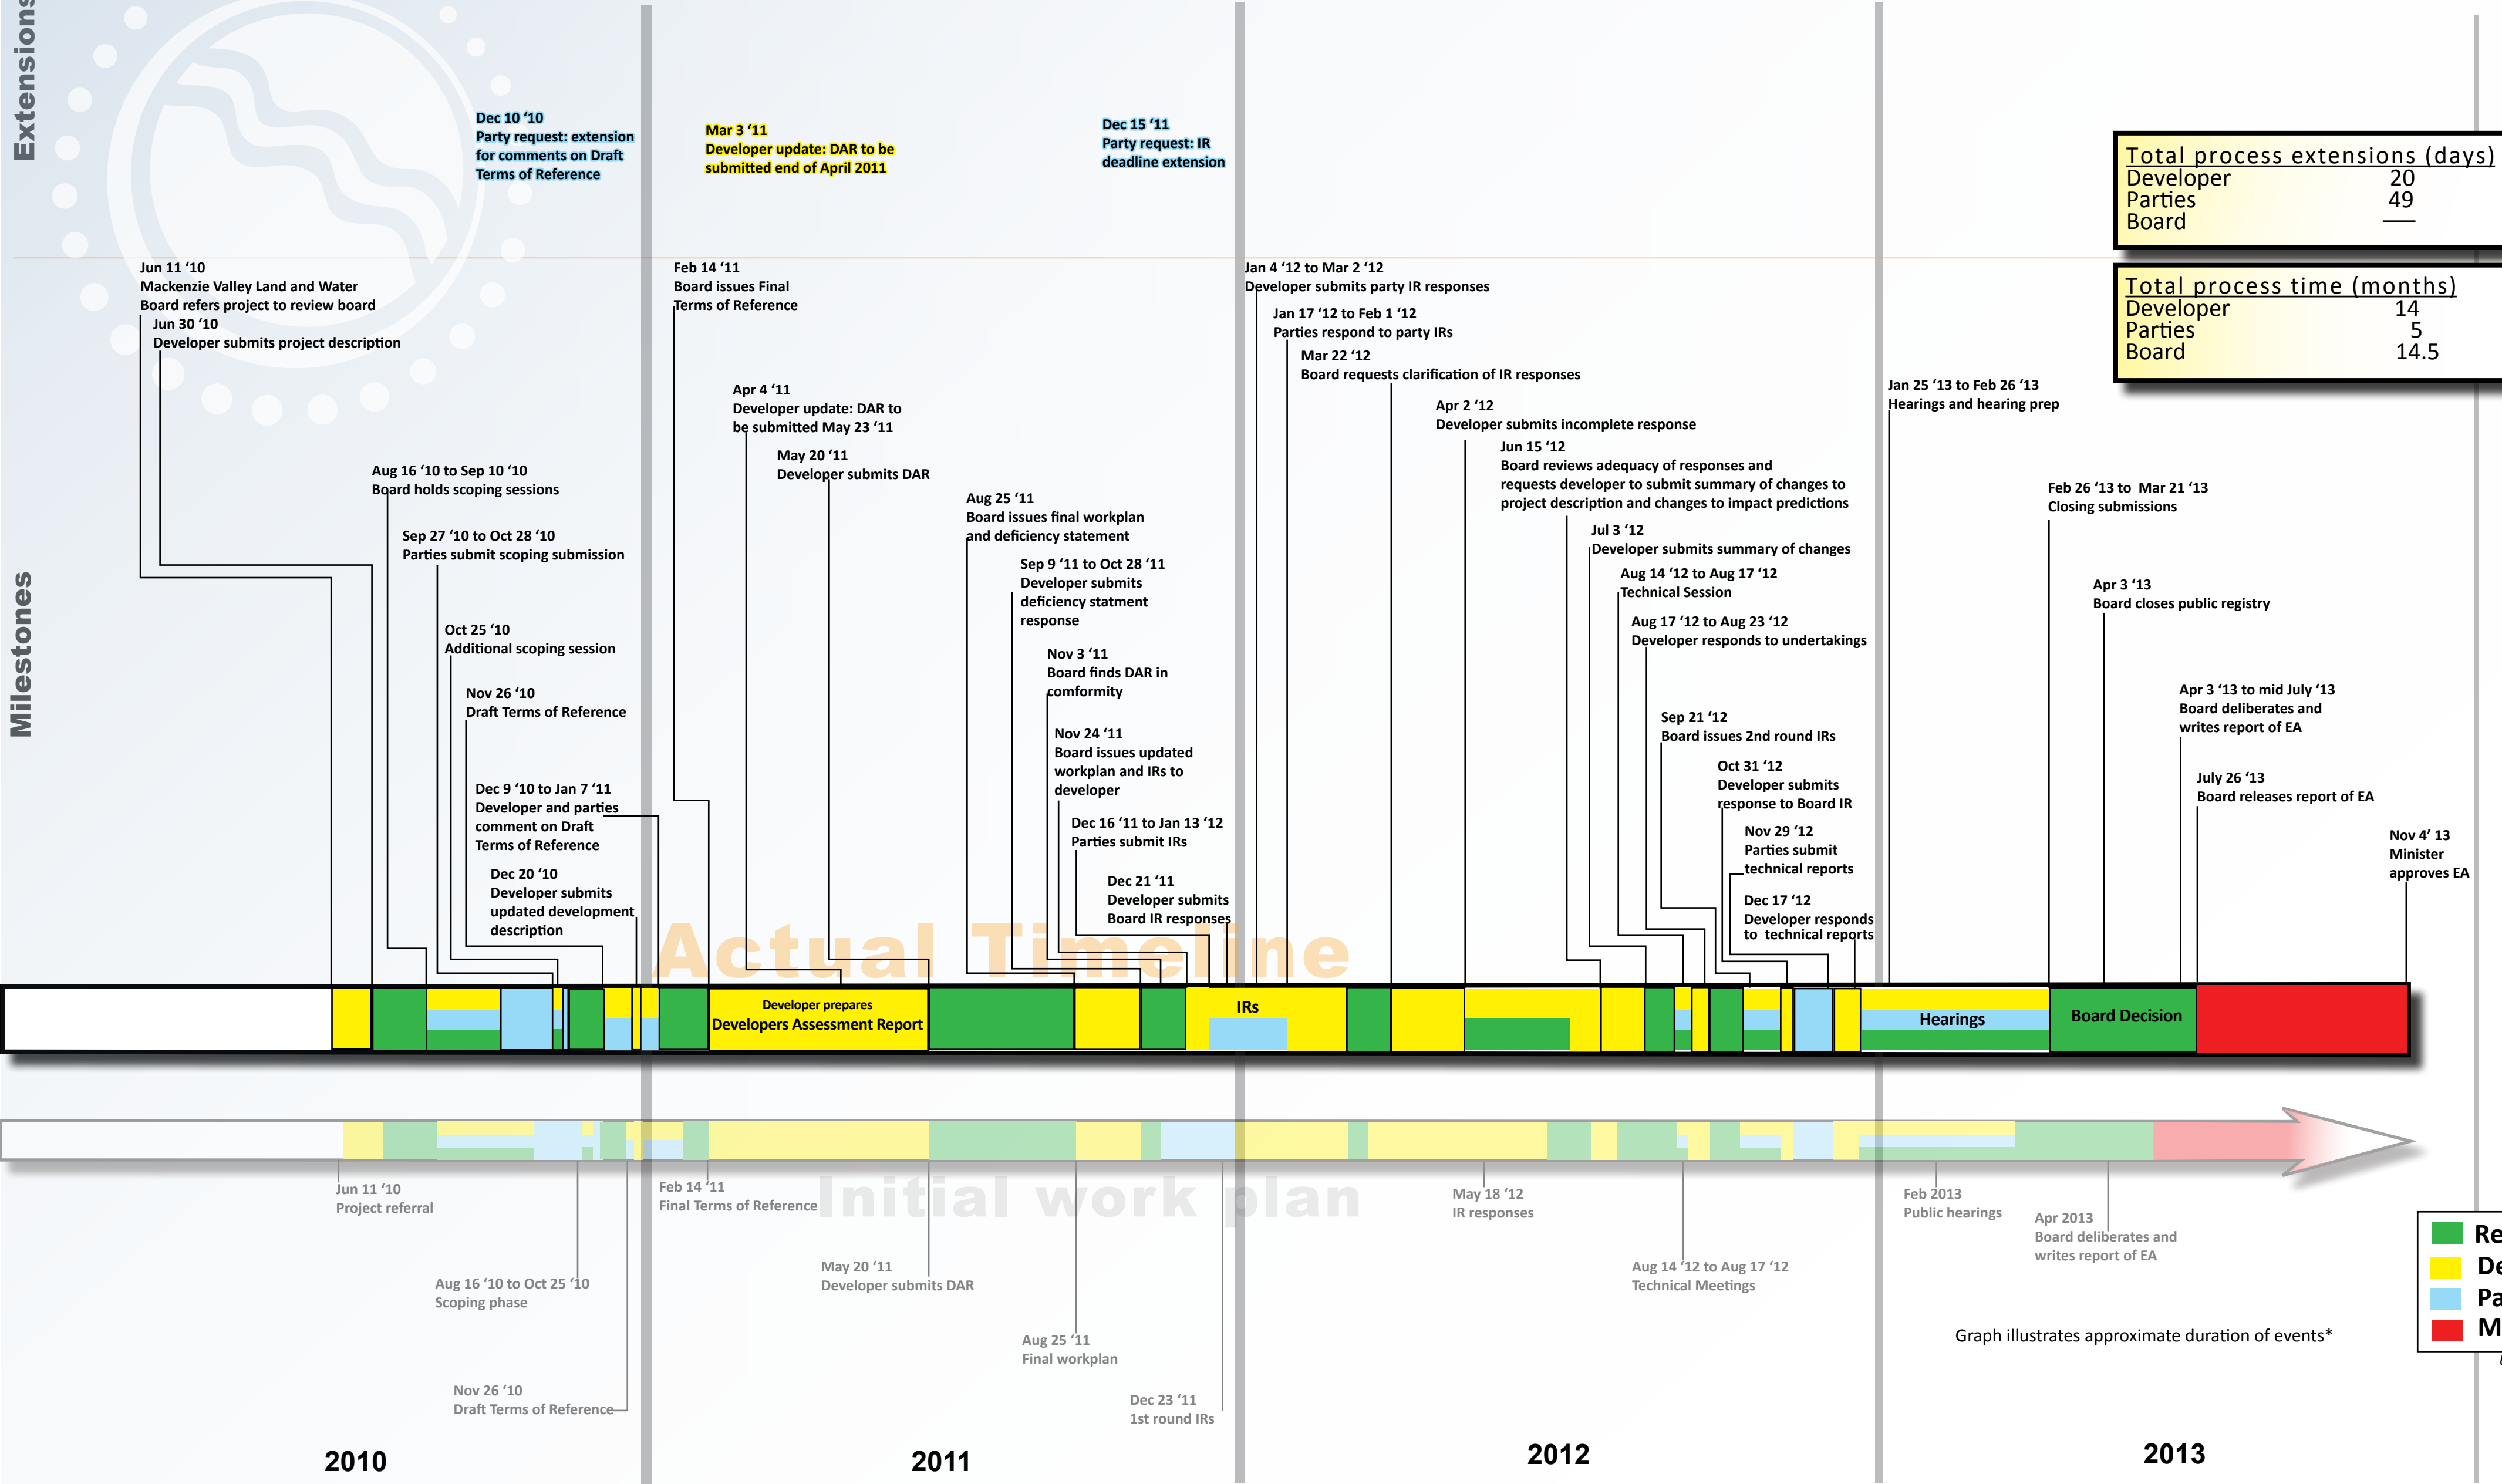 Extensions
Dec 10 ‘10
Party request: extension
for comments on Draft
Terms of Reference
Mar 3 ‘11
Developer update: DAR to be
submitted end of April 2011
Dec 15 ‘11
Party request: IR
deadline extension
Total process extensions (days)
Developer 20
Parties 49
Board —
Total process time (months)
Developer 14
Parties 5
Board 14.5
Milestones
Jun 11 ‘10
Mackenzie Valley Land and Water
Board refers project to review board
Jun 30 ‘10
Developer submits project description
Aug 16 ‘10 to Sep 10 ‘10
Board holds scoping sessions
Sep 27 ‘10 to Oct 28 ‘10
Parties submit scoping submission
Oct 25 ‘10
Additional scoping session
Nov 26 ‘10
Draft Terms of Reference
Dec 9 ‘10 to Jan 7 ‘11
Developer and parties
comment on Draft
Terms of Reference
Dec 20 ‘10
Developer submits
updated development
description
Feb 14 ‘11
Board issues Final
Terms of Reference
Apr 4 ‘11
Developer update: DAR to
be submitted May 23 ‘11
May 20 ‘11
Developer submits DAR
Aug 25 ‘11
Board issues final workplan
and deficiency statement
Sep 9 ‘11 to Oct 28 ‘11
Developer submits
deficiency statment
response
Nov 3 ‘11
Board finds DAR in
comformity
Nov 24 ‘11
Board issues updated
workplan and IRs to
developer
Dec 16 ‘11 to Jan 13 ‘12
Parties submit IRs
Dec 21 ‘11
Developer submits
Board IR responses
Jan 4 ‘12 to Mar 2 ‘12
Developer submits party IR responses
Jan 17 ‘12 to Feb 1 ‘12
Parties respond to party IRs
Mar 22 ‘12
Board requests clarification of IR responses
Apr 2 ‘12
Developer submits incomplete response
Jun 15 ‘12
Board reviews adequacy of responses and
requests developer to submit summary of changes to
project description and changes to impact predictions
Jul 3 ‘12
Developer submits summary of changes
Aug 14 ‘12 to Aug 17 ‘12
Technical Session
Aug 17 ‘12 to Aug 23 ‘12
Developer responds to undertakings
Sep 21 ‘12
Board issues 2nd round IRs
Oct 31 ‘12
Developer submits
response to Board IR
Nov 29 ‘12
Parties submit
technical reports
Dec 17 ‘12
Developer responds
to technical reports
Jan 25 ‘13 to Feb 26 ‘13
Hearings and hearing prep
Feb 26 ‘13 to Mar 21 ‘13
Closing submissions
Apr 3 ‘13
Board closes public registry
Apr 3 ‘13 to mid July ‘13
Board deliberates and
writes report of EA
July 26 ‘13
Board releases report of EA
Nov 4’ 13
Minister
approves EA
Actual Timeline
Developer prepares
Developers Assessment Report
IRs
Hearings
Board Decision
Initial work plan
Jun 11 ‘10
Project referral
Aug 16 ‘10 to Oct 25 ‘10
Scoping phase
Nov 26 ‘10
Draft Terms of Reference
Feb 14 ‘11
Final Terms of Reference
May 20 ‘11
Developer submits DAR
Aug 25 ‘11
Final workplan
Dec 23 ‘11
1st round IRs
May 18 ‘12
IR responses
Aug 14 ‘12 to Aug 17 ‘12
Technical Meetings
Feb 2013
Public hearings
Apr 2013
Board deliberates and
writes report of EA
Re
De
Pa
M
Graph illustrates approximate duration of events*
2010
2011
2012
2013